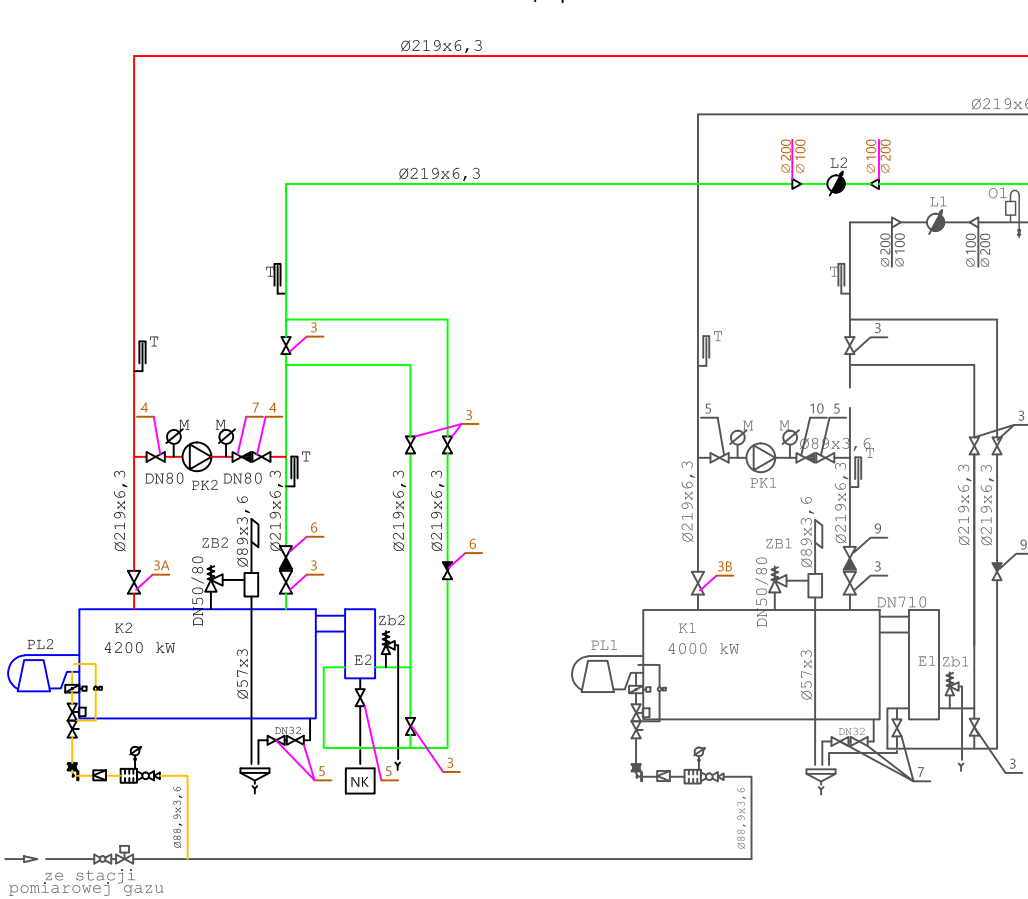 Ø219x6,3
Ø219x6
Ø200
Ø100
L2
Ø100
Ø200
Ø219x6,3
L1
O1
Ø200
Ø100
Ø100
Ø200
T
T
3
3
T
T
4
M
M
7
4
3
5
M
M
10
5
3
Ø89x3,6
T
T
DN80
PK2
DN80
PK1
Ø219x6,3
Ø219x6,3
Ø219x6,3
Ø219x6,3
Ø219x6,3
Ø219x6,3
Ø219x6,3
Ø219x6,3
Ø89x3,6
Ø89x3,6
6
9
ZB2
ZB1
6
9
3A
3
3B
3
DN50/80
DN50/80
DN710
K2
4200 kW
Zb2
K1
4000 kW
PL2
E2
PL1
E1
Zb1
Ø57x3
Ø57x3
DN32
DN32
5
NK
5
3
7
3
Ø88,9x3,6
Ø88,9x3,6
ze stacji
pomiarowej gazu